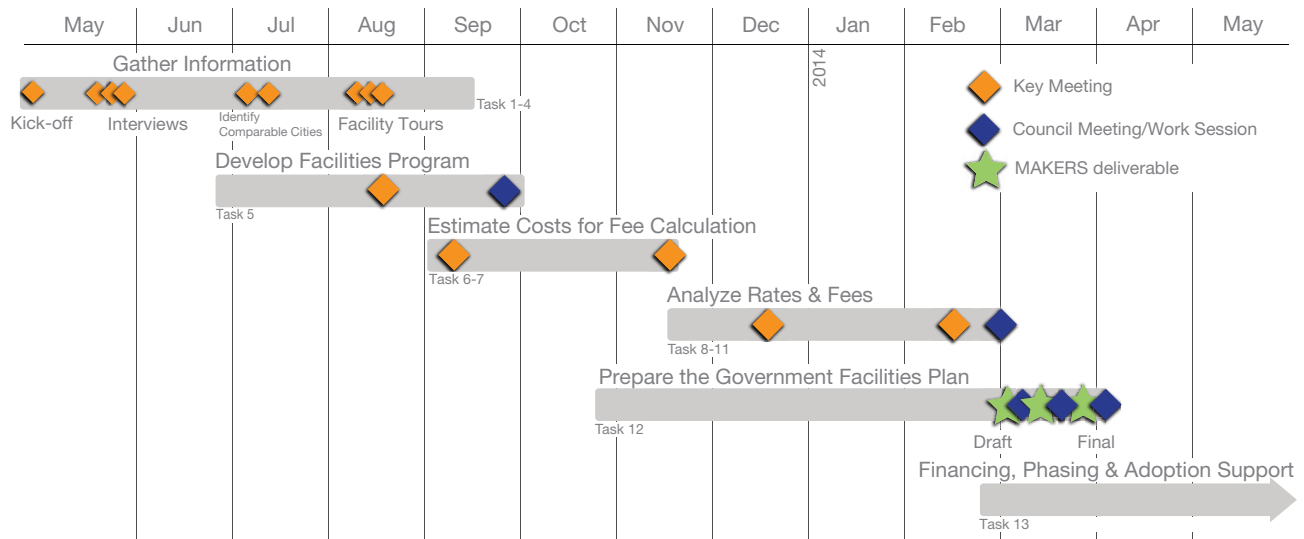 May Jun Jul Aug Sep Oct Nov Dec Jan Feb Mar Apr May
2014
Gather Information
Task 1-4
Kick-off
Interviews
Identify
Comparable Cities
Facility Tours
Key Meeting
Council Meeting/Work Session
MAKERS deliverable
Develop Facilities Program
Task 5
Estimate Costs for Fee Calculation
Task 6-7
Analyze Rates & Fees
Task 8-11
Prepare the Government Facilities Plan
Task 12
Draft
Final
Financing, Phasing & Adoption Support
Task 13